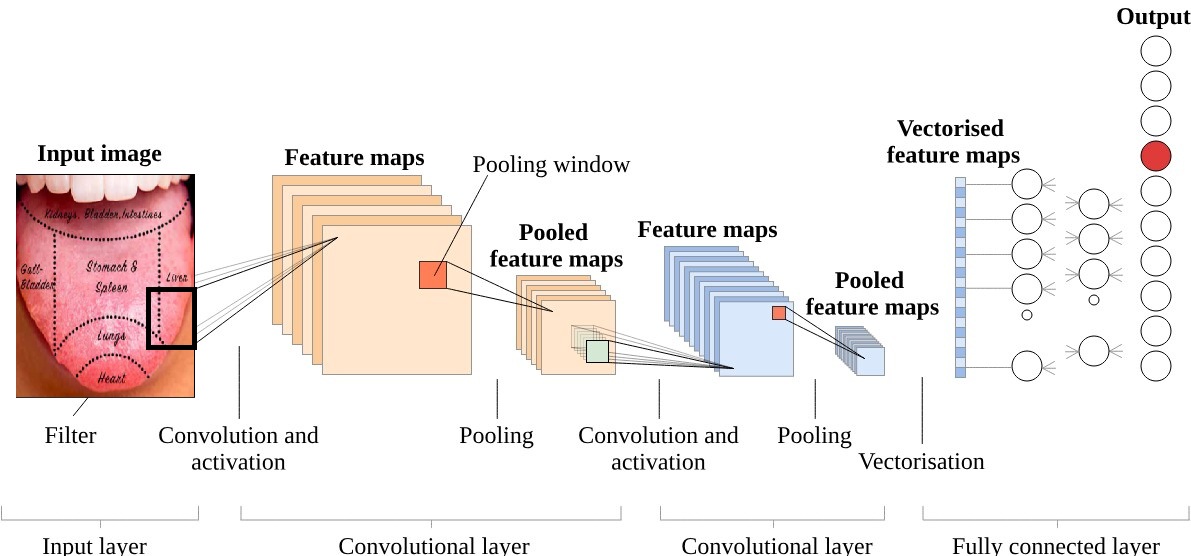 Output
Vectorised
feature maps
Input image
Feature maps
Pooling window
Pooled
feature maps
Feature maps
Pooled
feature maps
Kidneys, Bladder, Intestines
Gall-
Bladder
Stomach &
Spleen
Liver
Lungs
Heart
Filter
Convolution and
activation
Pooling
Convolution and
activation
Pooling
Vectorisation
Input layer
Convolutional layer
Convolutional layer
Fully connected layer